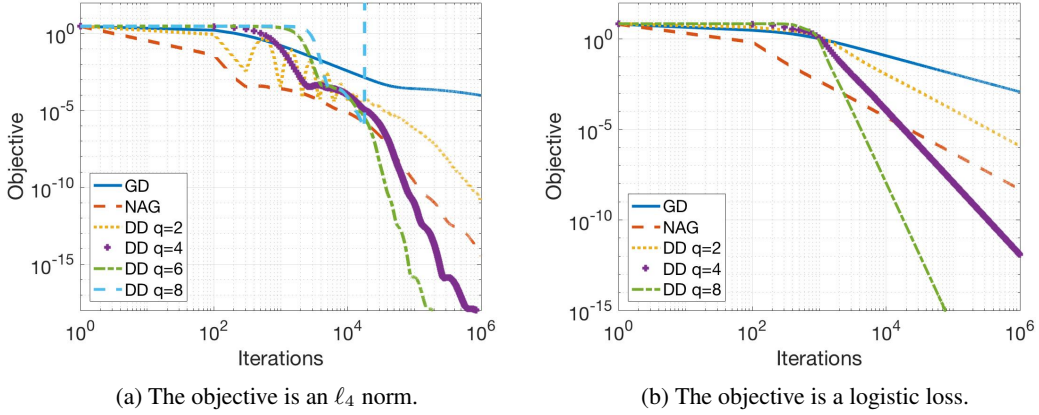 10^0
10^-5
10^-10
10^-15
Objective
GD
NAG
DD q=2
DD q=4
DD q=6
DD q=8
10^0
10^2
10^4
10^6
Iterations
(a) The objective is an ℓ4 norm.
10^0
10^-5
10^-10
10^-15
Objective
GD
NAG
DD q=2
DD q=4
DD q=8
10^0
10^2
10^4
10^6
Iterations
(b) The objective is a logistic loss.